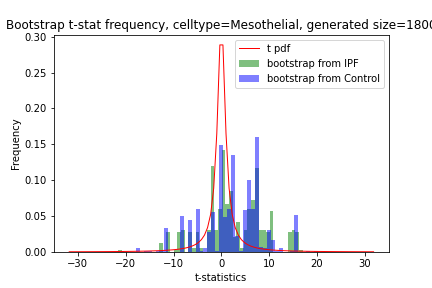 Bootstrap t-stat frequency, celltype=Mesothelial, generated size=1800
t pdf
bootstrap from IPF
bootstrap from Control
Frequency
0.30
0.25
0.20
0.15
0.10
0.05
0.00
−30 −20 −10 0 10 20 30
t-statistics